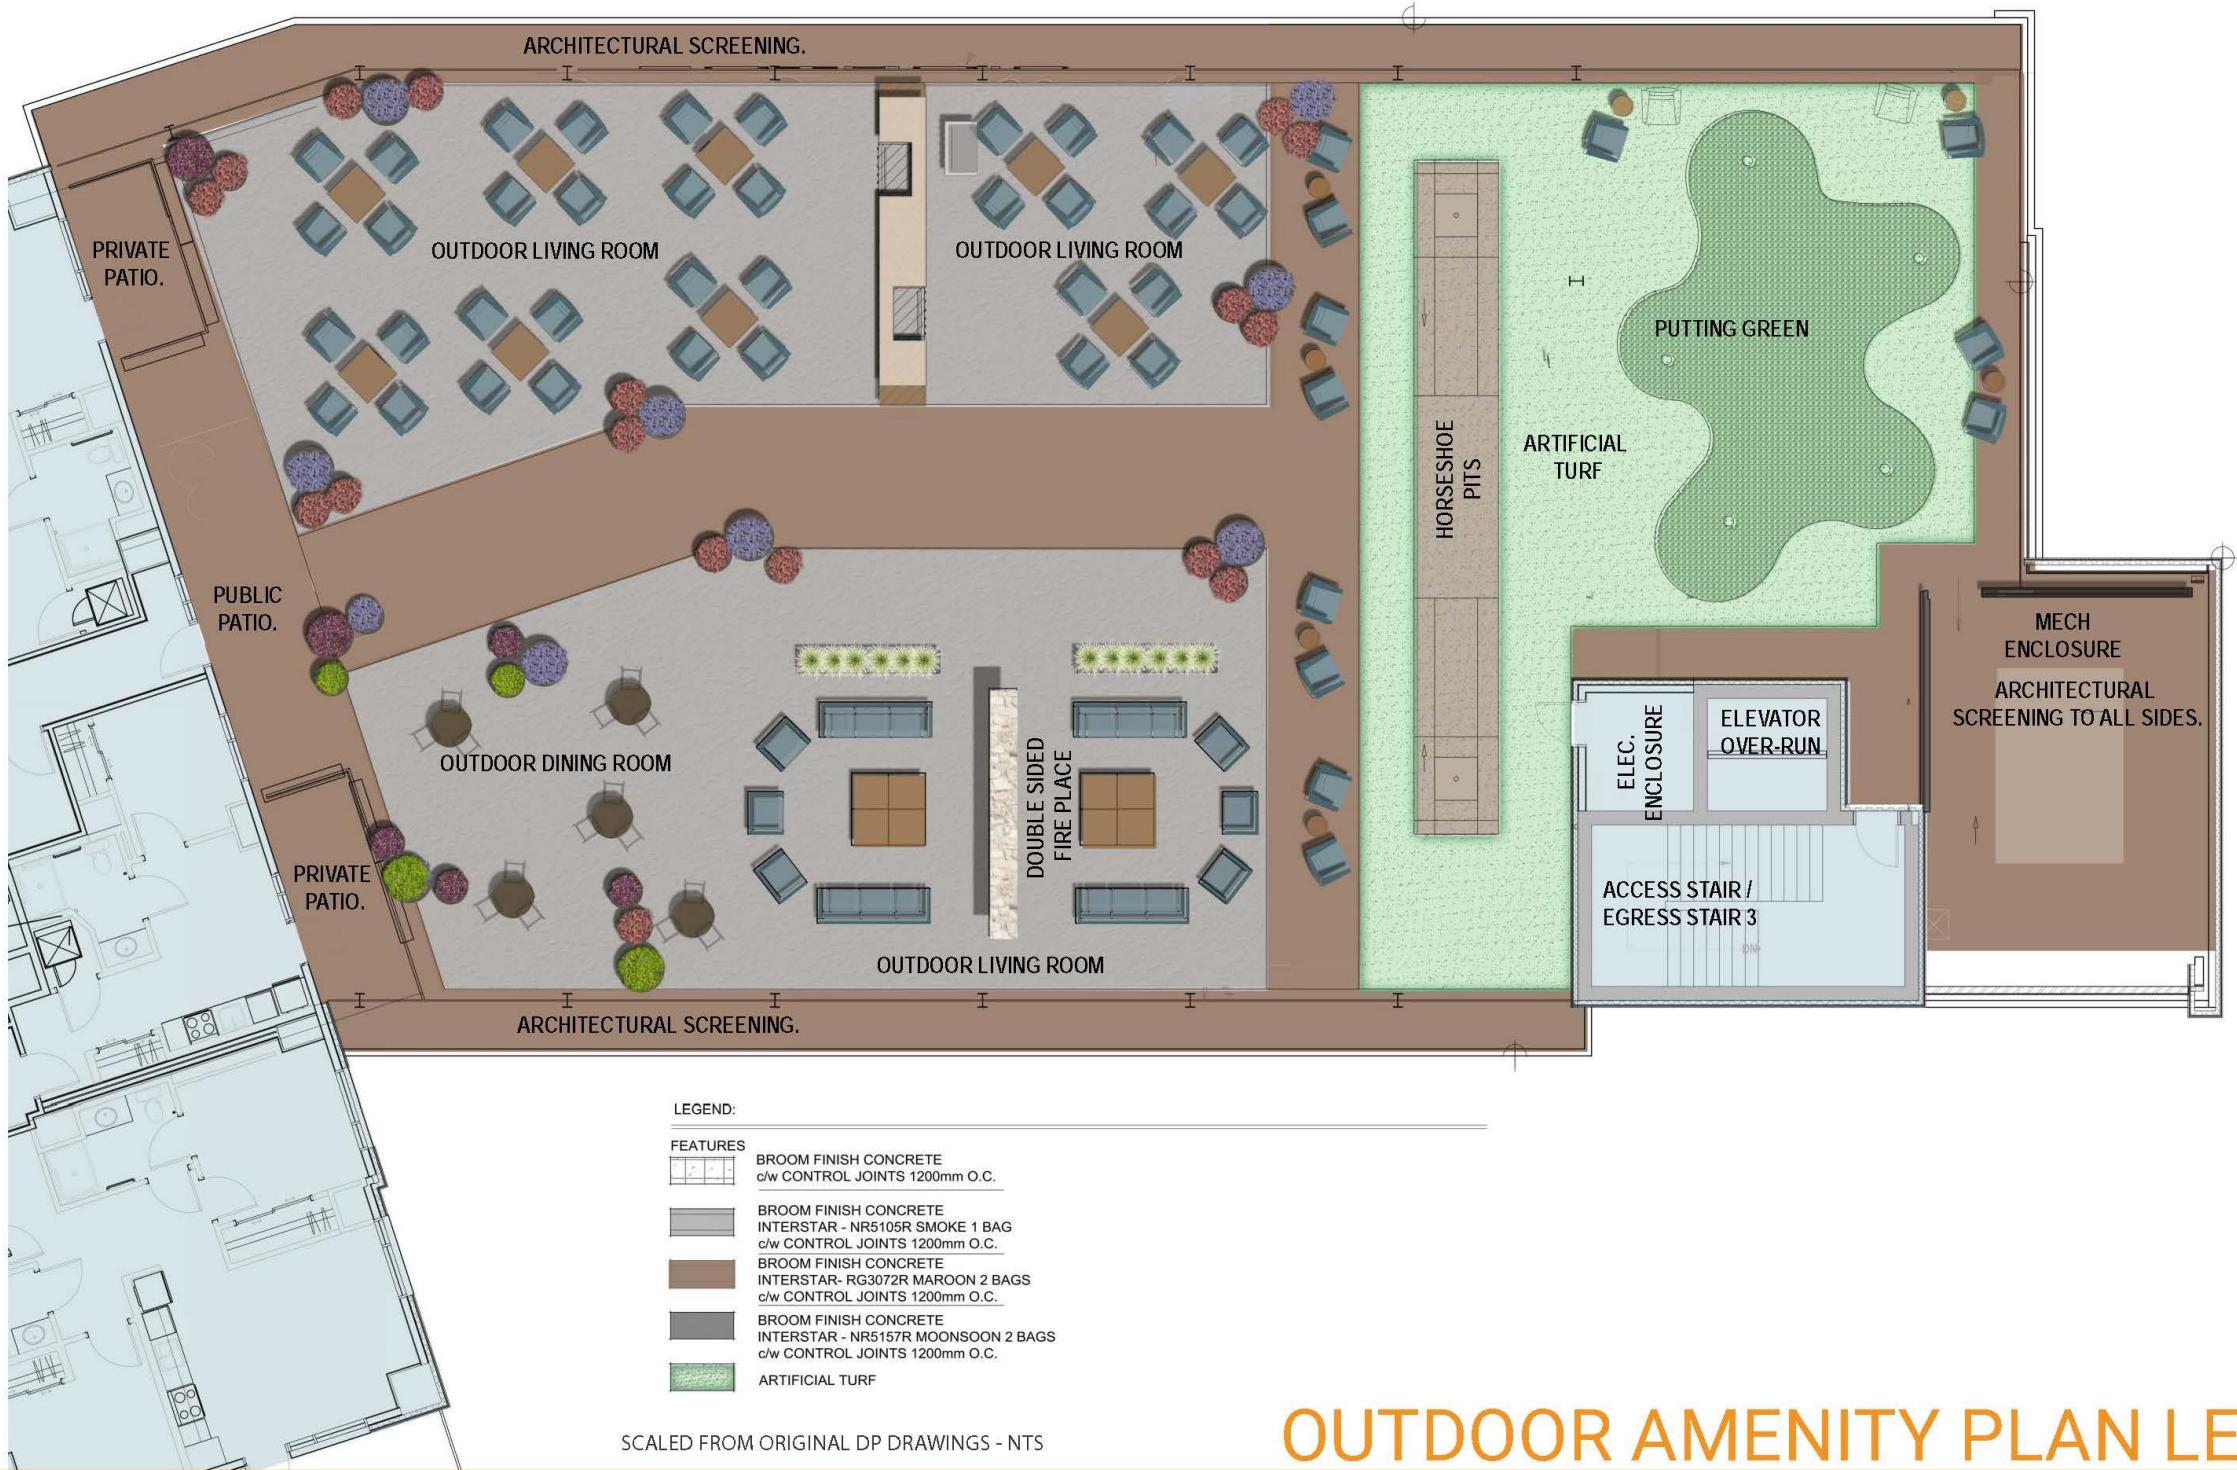 ARCHITECTURAL SCREENING.
PRIVATE
PATIO.
OUTDOOR LIVING ROOM
OUTDOOR LIVING ROOM
PUTTING GREEN
HORSESHOE
PITS
ARTIFICIAL
TURF
PUBLIC
PATIO.
MECH
ENCLOSURE
ARCHITECTURAL
SCREENING TO ALL SIDES.
ELEC.
ENCLOSURE
ELEVATOR
OVER-RUN
OUTDOOR DINING ROOM
DOUBLE SIDED
FIRE PLACE
PRIVATE
PATIO.
ACCESS STAIR /
EGRESS STAIR 3
DN
OUTDOOR LIVING ROOM
ARCHITECTURAL SCREENING.
LEGEND:
FEATURES
BROOM FINISH CONCRETE
c/w CONTROL JOINTS 1200mm O.C.
BROOM FINISH CONCRETE
INTERSTAR - NR5105R SMOKE 1 BAG
c/w CONTROL JOINTS 1200mm O.C.
BROOM FINISH CONCRETE
INTERSTAR- RG3072R MAROON 2 BAGS
c/w CONTROL JOINTS 1200mm O.C.
BROOM FINISH CONCRETE
INTERSTAR - NR5157R MOONSOON 2 BAGS
c/w CONTROL JOINTS 1200mm O.C.
ARTIFICIAL TURF
SCALED FROM ORIGINAL DP DRAWINGS - NTS
OUTDOOR AMENITY PLAN LE